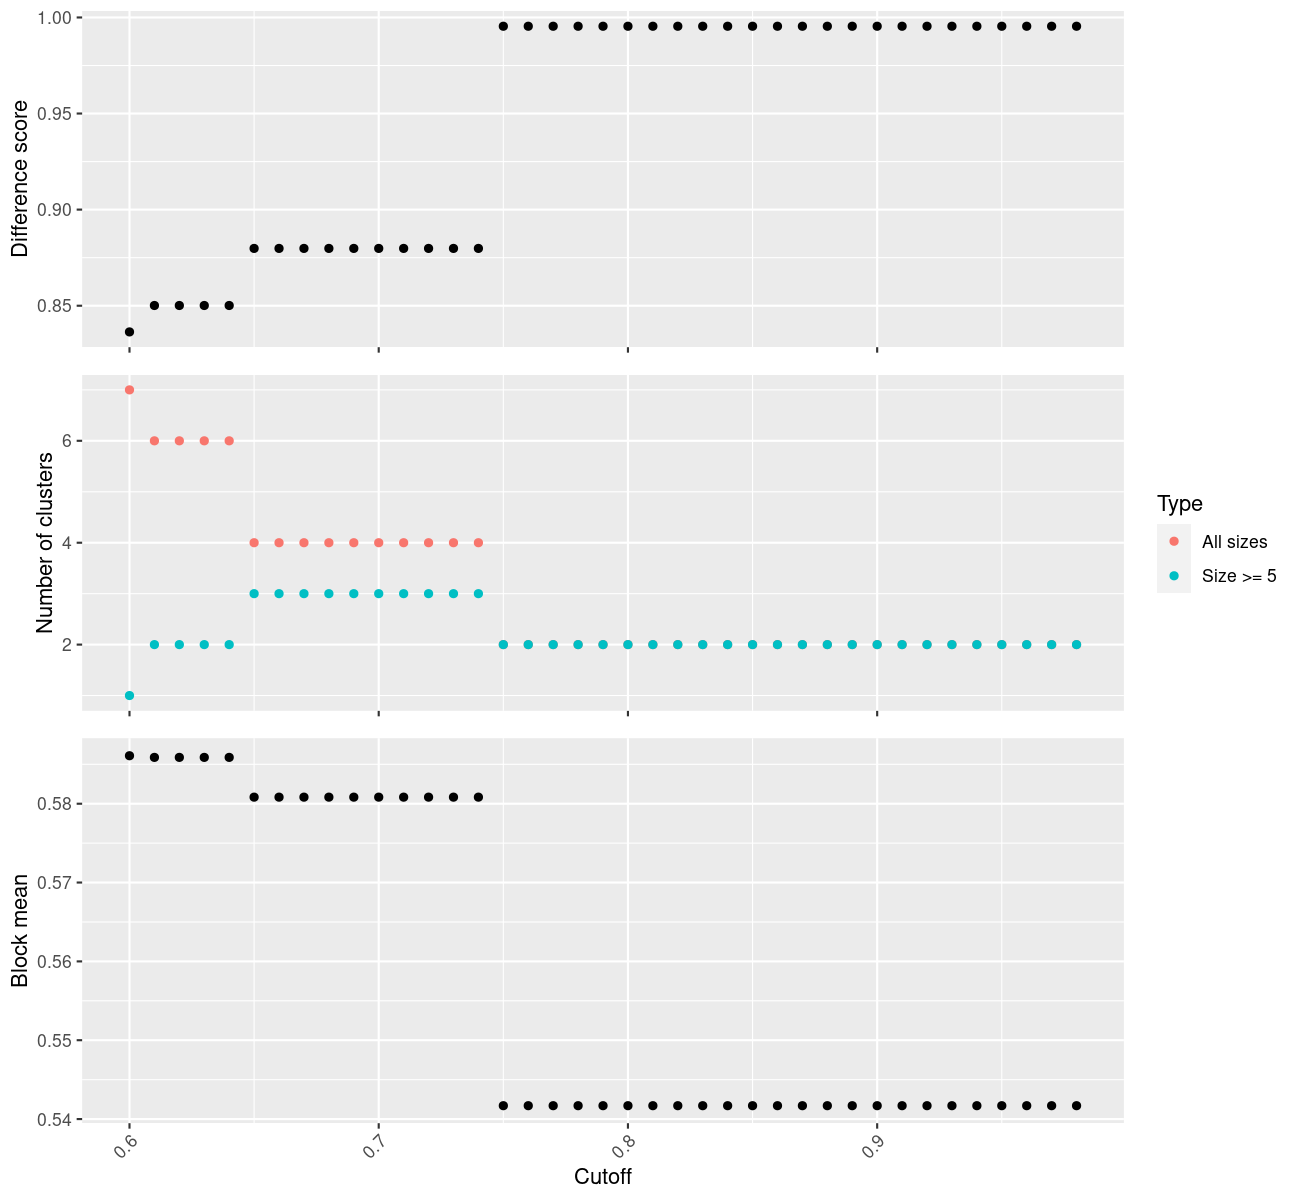 1.00
0.95
0.90
0.85
Difference score
6
4
2
Number of clusters
Type
All sizes
Size >= 5
0.58
0.57
0.56
0.55
0.54
Block mean
0.6
0.7
0.8
0.9
Cutoff